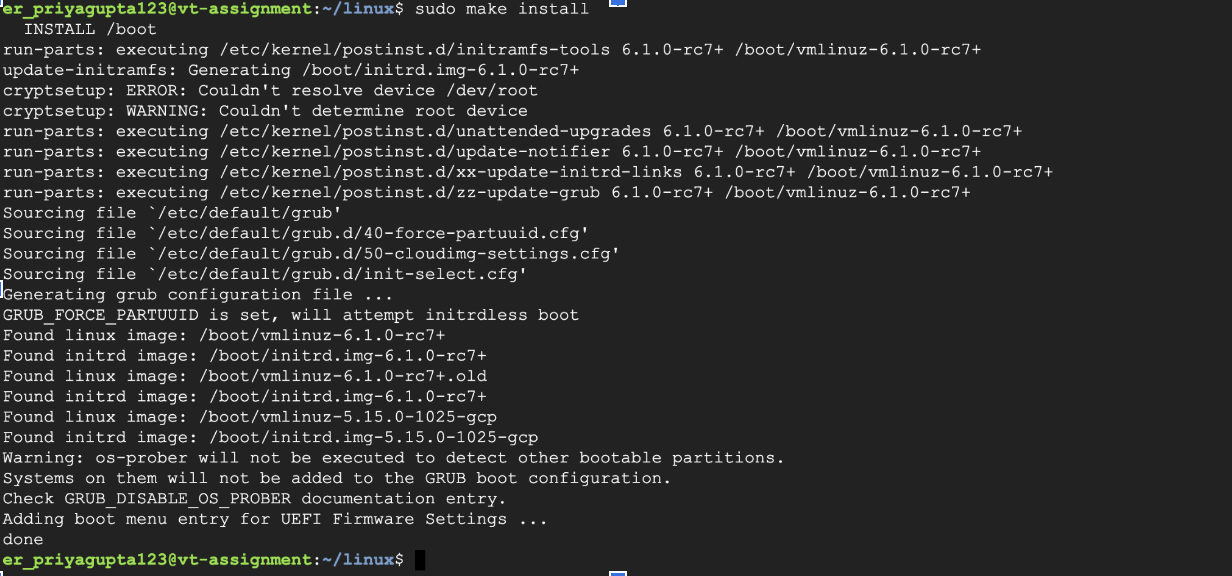 er_priyagupta123@vt-assignment:~/linux$ sudo make install
  INSTALL /boot
run-parts: executing /etc/kernel/postinst.d/initramfs-tools 6.1.0-rc7+ /boot/vmlinuz-6.1.0-rc7+
update-initramfs: Generating /boot/initrd.img-6.1.0-rc7+
cryptsetup: ERROR: Couldn't resolve device /dev/root
cryptsetup: WARNING: Couldn't determine root device
run-parts: executing /etc/kernel/postinst.d/unattended-upgrades 6.1.0-rc7+ /boot/vmlinuz-6.1.0-rc7+
run-parts: executing /etc/kernel/postinst.d/update-notifier 6.1.0-rc7+ /boot/vmlinuz-6.1.0-rc7+
run-parts: executing /etc/kernel/postinst.d/xx-update-initrd-links 6.1.0-rc7+ /boot/vmlinuz-6.1.0-rc7+
run-parts: executing /etc/kernel/postinst.d/zz-update-grub 6.1.0-rc7+ /boot/vmlinuz-6.1.0-rc7+
Sourcing file `/etc/default/grub'
Sourcing file `/etc/default/grub.d/40-force-partuuid.cfg'
Sourcing file `/etc/default/grub.d/50-cloudimg-settings.cfg'
Sourcing file `/etc/default/grub.d/init-select.cfg'
Generating grub configuration file ...
GRUB_FORCE_PARTUUID is set, will attempt initrdless boot
Found linux image: /boot/vmlinuz-6.1.0-rc7+
Found initrd image: /boot/initrd.img-6.1.0-rc7+
Found linux image: /boot/vmlinuz-6.1.0-rc7+.old
Found initrd image: /boot/initrd.img-6.1.0-rc7+
Found linux image: /boot/vmlinuz-5.15.0-1025-gcp
Found initrd image: /boot/initrd.img-5.15.0-1025-gcp
Warning: os-prober will not be executed to detect other bootable partitions.
Systems on them will not be added to the GRUB boot configuration.
Check GRUB_DISABLE_OS_PROBER documentation entry.
Adding boot menu entry for UEFI Firmware Settings ...
done
er_priyagupta123@vt-assignment:~/linux$